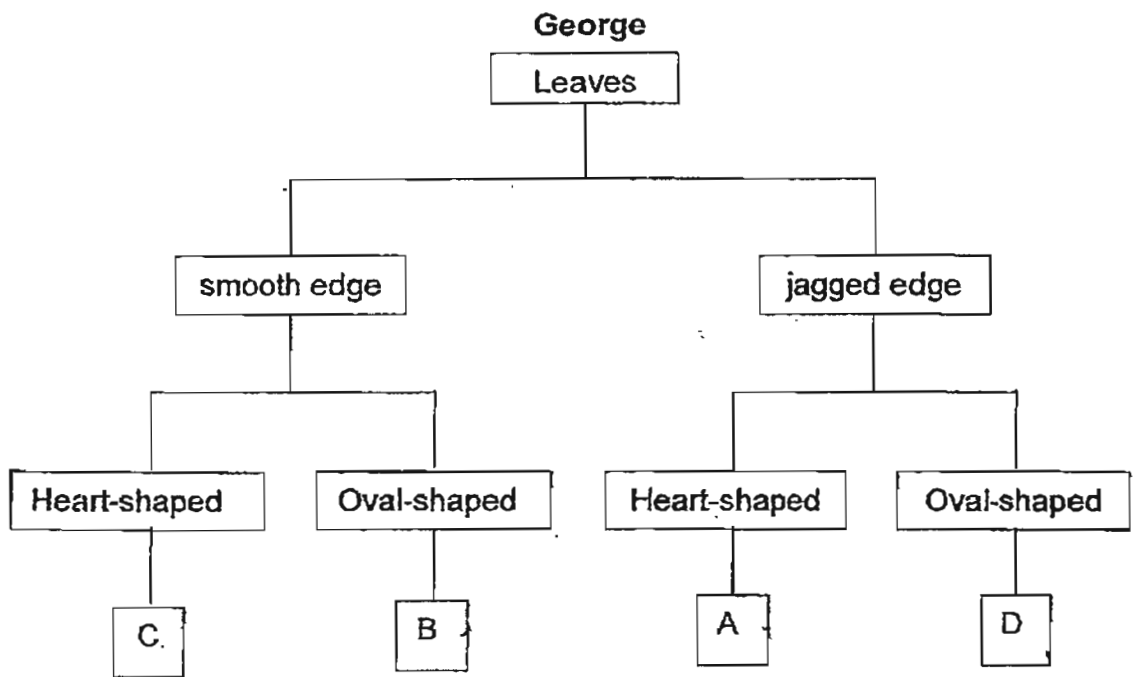 George
Leaves
smooth edge
jagged edge
Heart-shaped
Oval-shaped
Heart-shaped
Oval-shaped
C.
B
A
D